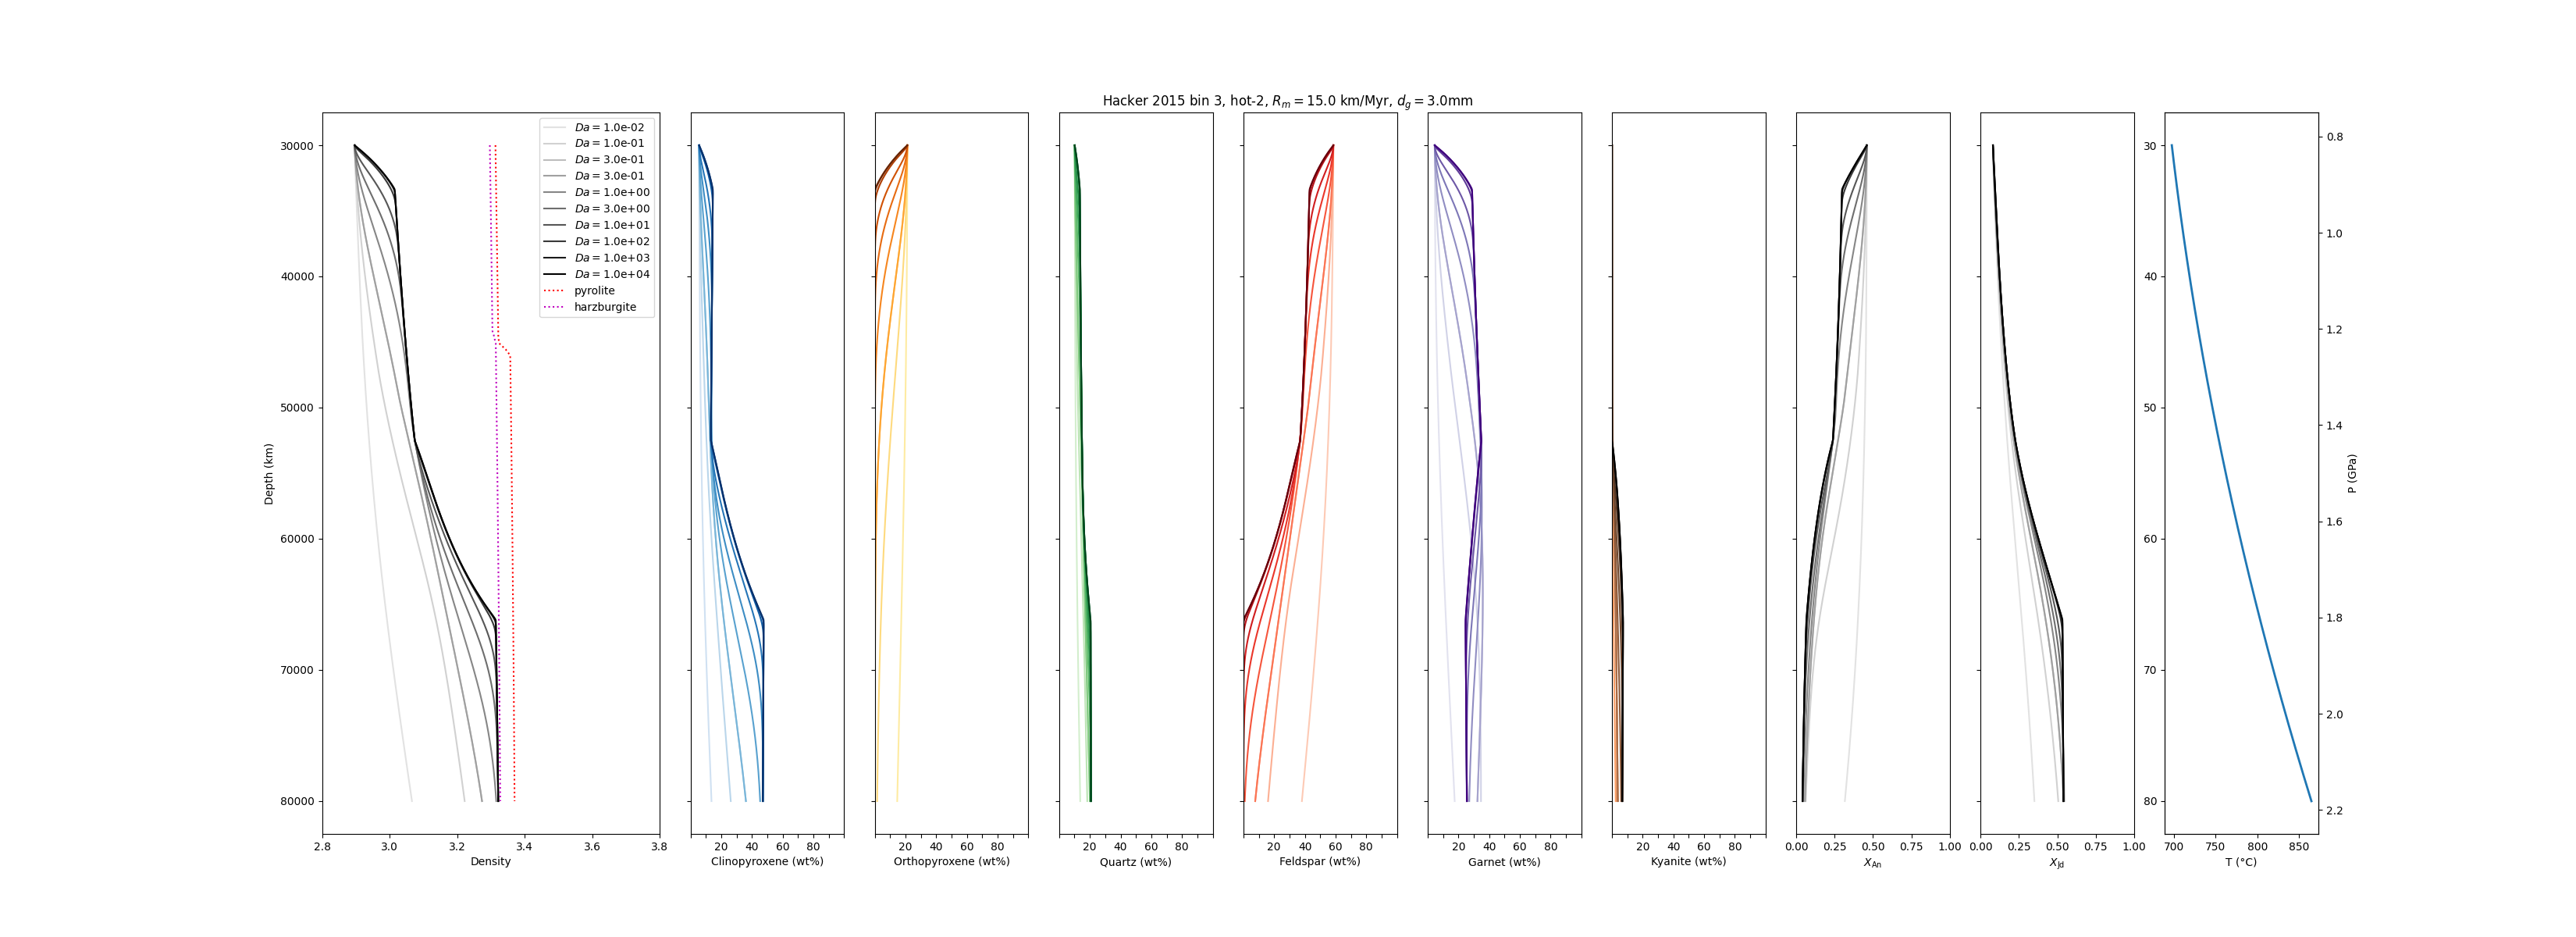 Hacker 2015 bin 3, hot-2, R_m = 15.0 km/Myr, d_g = 3.0mm
Da = 1.0e-02
Da = 1.0e-01
Da = 3.0e-01
Da = 3.0e-01
Da = 1.0e+00
Da = 3.0e+00
Da = 1.0e+01
Da = 1.0e+02
Da = 1.0e+03
Da = 1.0e+04
pyrolite
harzburgite
Depth (km)
30000
40000
50000
60000
70000
80000
2.8 3.0 3.2 3.4 3.6 3.8
Density
20 40 60 80
Clinopyroxene (wt%)
20 40 60 80
Orthopyroxene (wt%)
20 40 60 80
Quartz (wt%)
20 40 60 80
Feldspar (wt%)
20 40 60 80
Garnet (wt%)
20 40 60 80
Kyanite (wt%)
0.00 0.25 0.50 0.75 1.00
X_An
0.00 0.25 0.50 0.75 1.00
X_Jd
30
40
50
60
70
80
700 750 800 850
T (°C)
0.8
1.0
1.2
1.4
1.6
1.8
2.0
2.2
P (GPa)